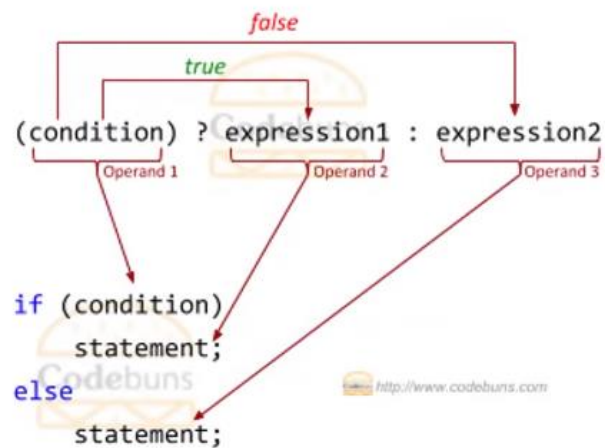 false
true
(condition) ? expression1 : expression2
Operand 1 Operand 2 Operand 3
if (condition)
statement;
else
statement;
Codebuns
Codebuns
http://www.codebuns.com